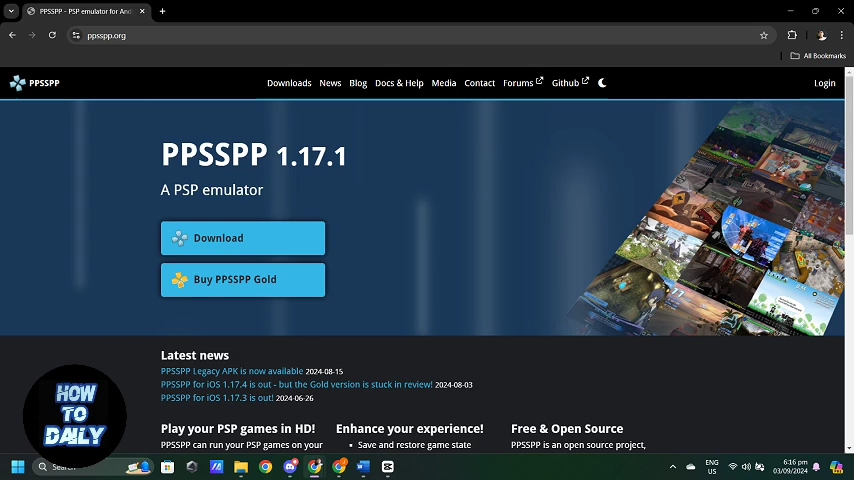 PPSSPP - PSP emulator for And
ppsspp.org
All Bookmarks
PPSSPP
Downloads News Blog Docs & Help Media Contact Forums Github Login
PPSSPP 1.17.1
A PSP emulator
Download
Buy PPSSPP Gold
Latest news
PPSSPP Legacy APK is now available 2024-08-15
PPSSPP for iOS 1.17.4 is out - but the Gold version is stuck in review! 2024-08-03
PPSSPP for iOS 1.17.3 is out! 2024-06-26
Play your PSP games in HD!
PPSSPP can run your PSP games on your
Enhance your experience!
Save and restore game state
Free & Open Source
PPSSPP is an open source project,
HOW
TO
DAILY
Search
ENG
US
6:16 pm
03/09/2024